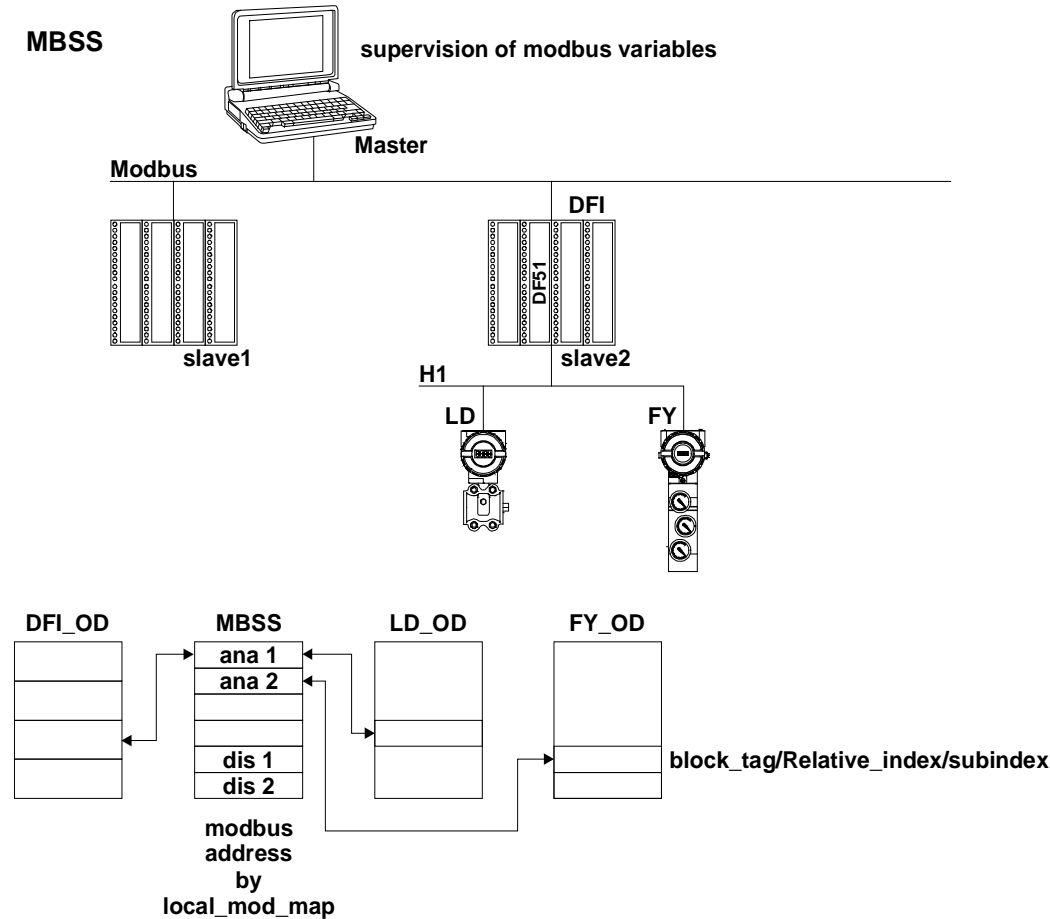 MBSS
supervision of modbus variables
Master
Modbus
DFI
DF51
slave1
slave2
H1
LD
FY
DFI_OD
MBSS
LD_OD
FY_OD
ana 1
ana 2
dis 1
dis 2
block_tag/Relative_index/subindex
modbus
address
by
local_mod_map